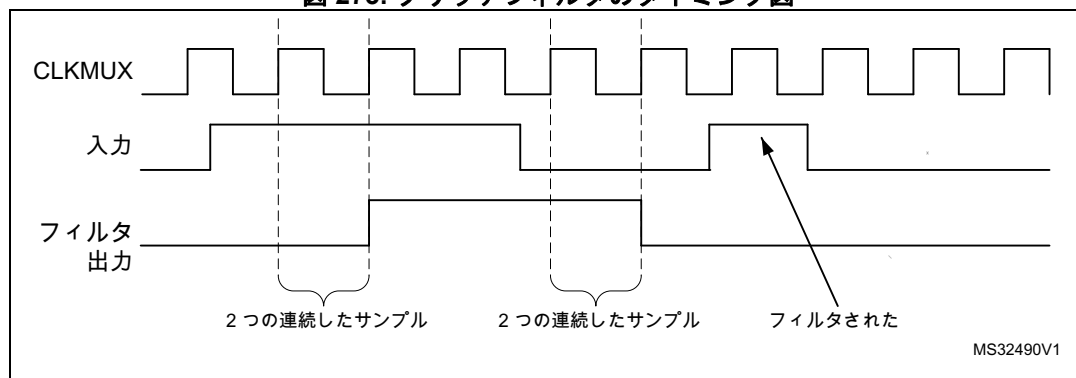 CLKMUX
入力
フィルタ
出力
2 つの連続したサンプル
2 つの連続したサンプル
フィルタされた
MS32490V1